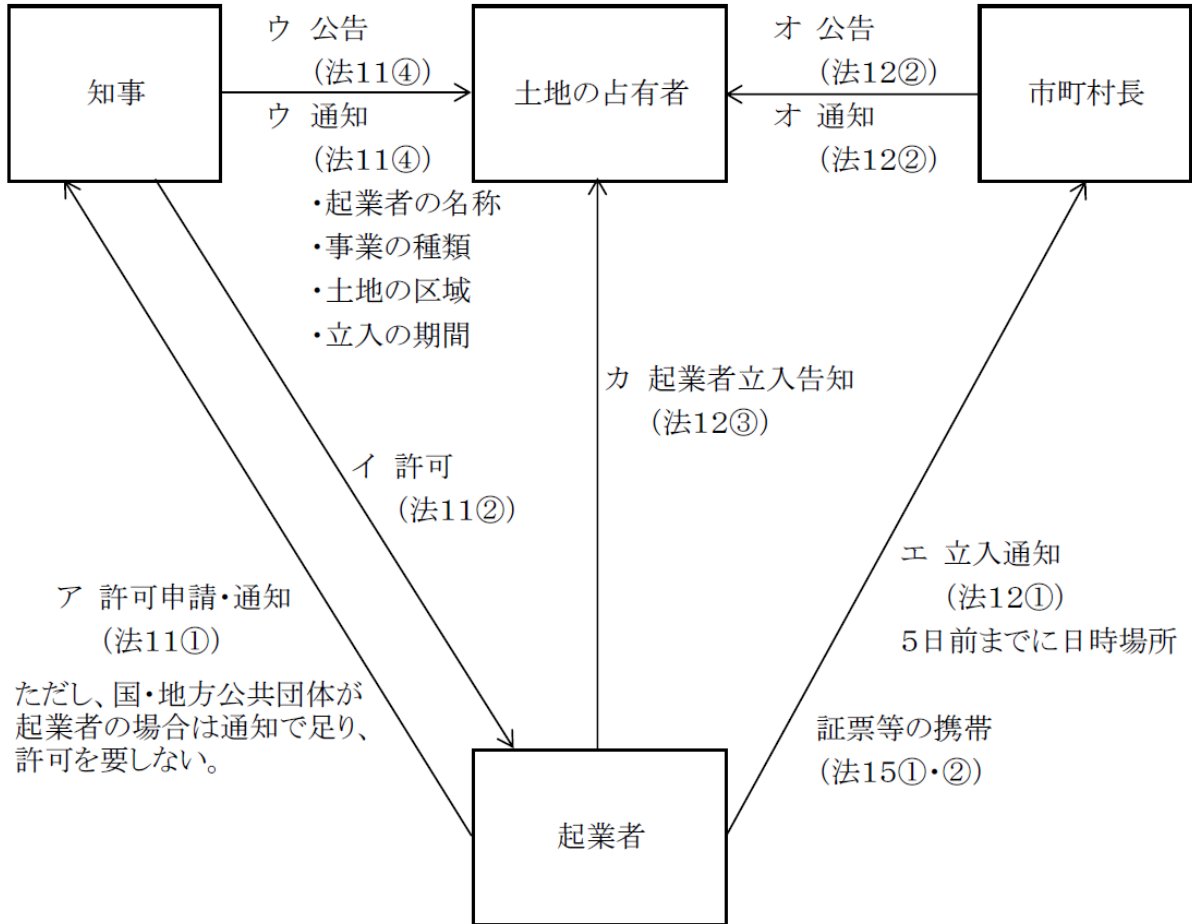 知事
ウ 公告
(法11④)
ウ 通知
(法11④)
・起業者の名称
・事業の種類
・土地の区域
・立入の期間
土地の占有者
オ 公告
(法12②)
オ 通知
(法12②)
市町村長
カ 起業者立入告知
(法12③)
イ 許可
(法11②)
ア 許可申請・通知
(法11①)
ただし、国・地方公共団体が
起業者の場合は通知で足り、
許可を要しない。
エ 立入通知
(法12①)
5日前までに日時場所
証票等の携帯
(法15①・②)
起業者